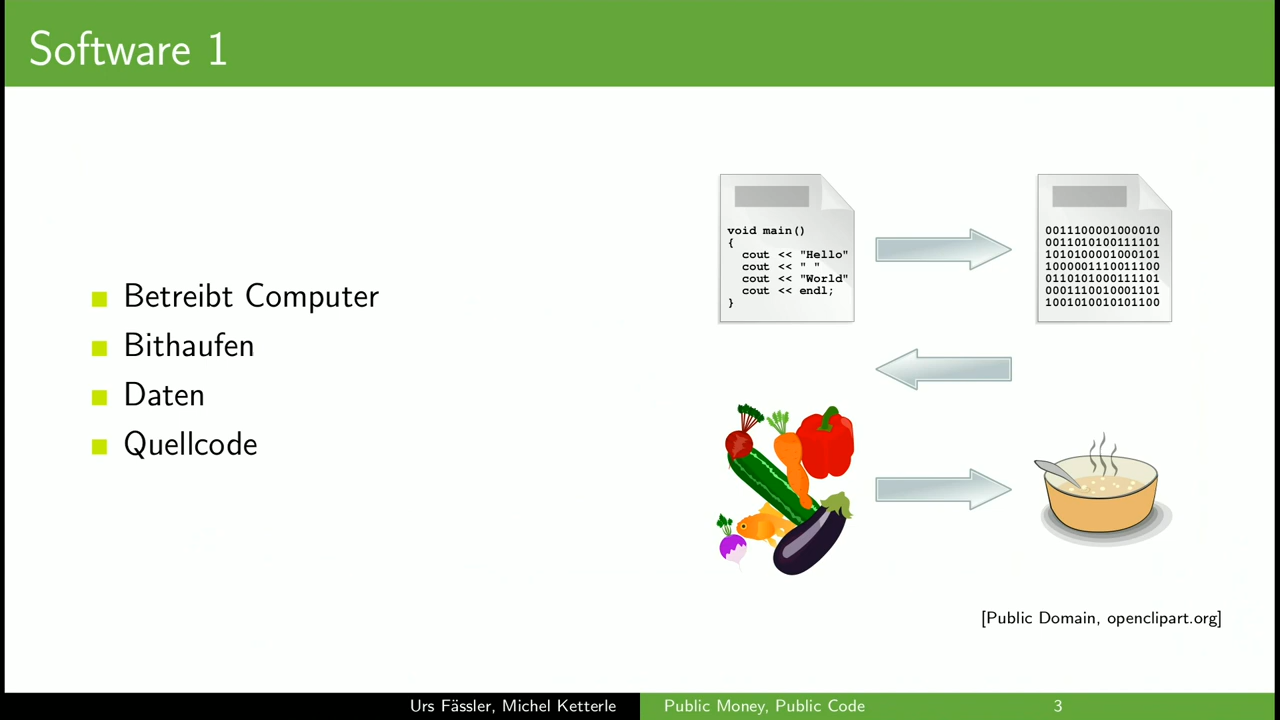 Software 1
Betreibt Computer
Bithaufen
Daten
Quellcode
void main()
{
cout << "Hello"
cout << " "
cout << "World"
cout << endl;
}
0011100001000010
0011010100111101
1010100001000101
1000001110011100
0110101000111101
0001110010001101
1001010010101100
[Public Domain, openclipart.org]
Urs Fässler, Michel Ketterle
Public Money, Public Code
3